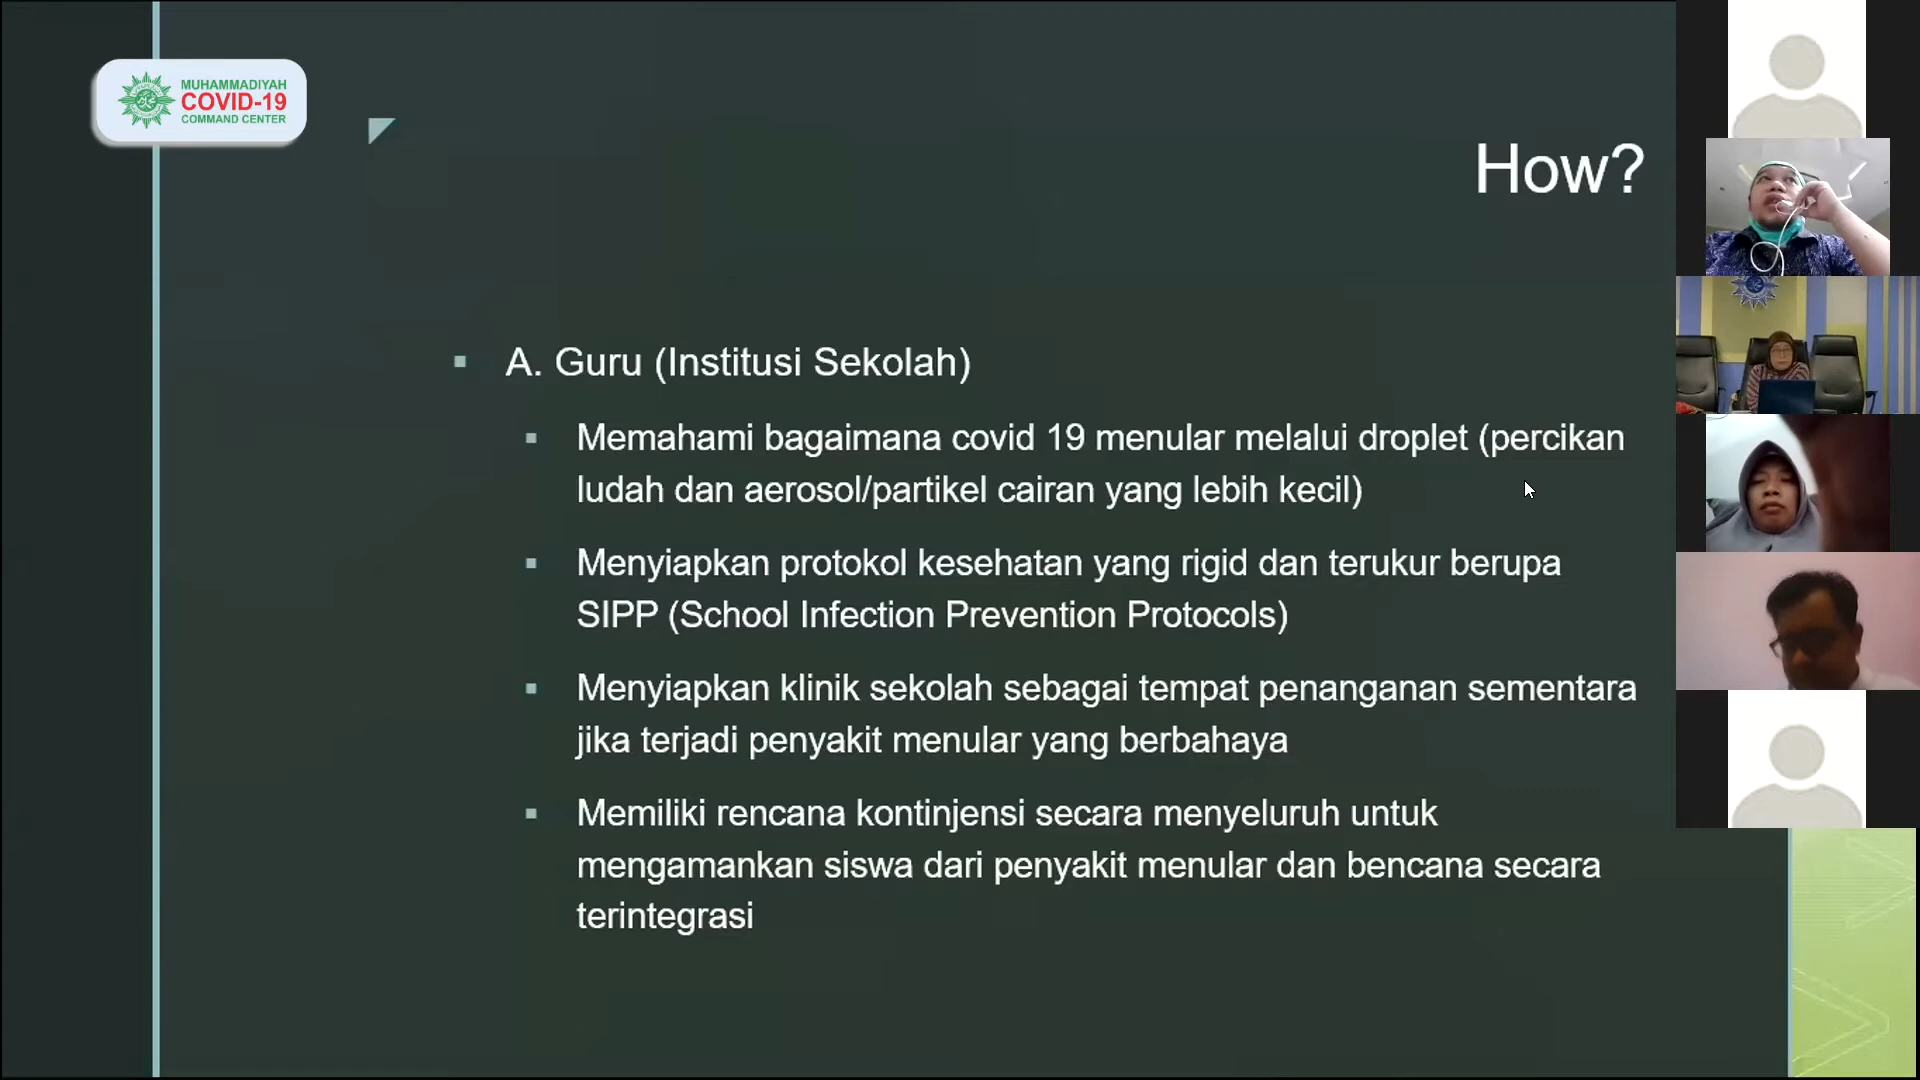 MUHAMMADIYAH
COVID-19
COMMAND CENTER
How?
A. Guru (Institusi Sekolah)
Memahami bagaimana covid 19 menular melalui droplet (percikan
ludah dan aerosol/partikel cairan yang lebih kecil)
Menyiapkan protokol kesehatan yang rigid dan terukur berupa
SIPP (School Infection Prevention Protocols)
Menyiapkan klinik sekolah sebagai tempat penanganan sementara
jika terjadi penyakit menular yang berbahaya
Memiliki rencana kontinjensi secara menyeluruh untuk
mengamankan siswa dari penyakit menular dan bencana secara
terintegrasi